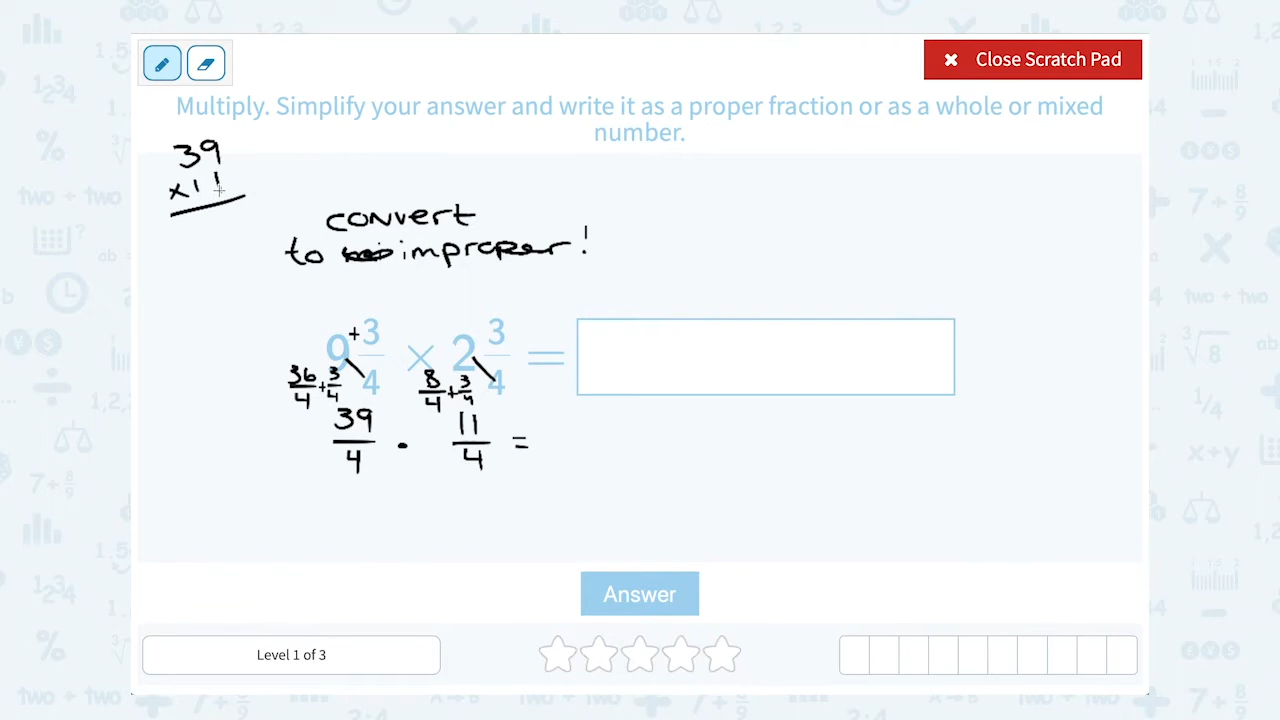 Close Scratch Pad
Multiply. Simplify your answer and write it as a proper fraction or as a whole or mixed
number.
39
×11
convert
to improper!
9 + 3/4 × 2 3/4 =
36/4 + 3/4 8/4 + 3/4
39/4 · 11/4 =
Answer
Level 1 of 3